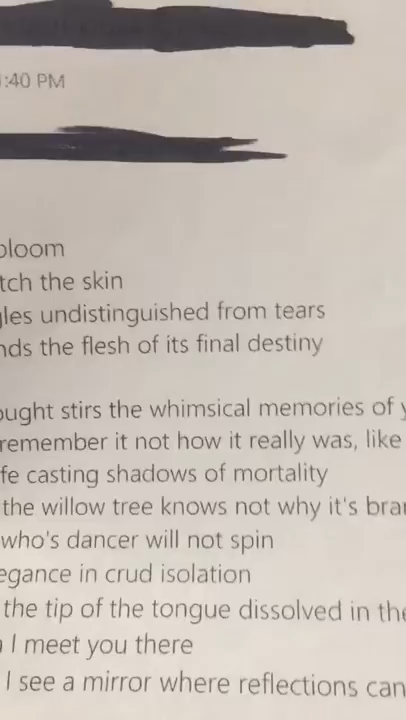 :40 PM
bloom
tch the skin
gles undistinguished from tears
nds the flesh of its final destiny
ought stirs the whimsical memories of y
remember it not how it really was, like
fe casting shadows of mortality
the willow tree knows not why it's bra
who's dancer will not spin
egance in crud isolation
the tip of the tongue dissolved in the
I meet you there
I see a mirror where reflections can